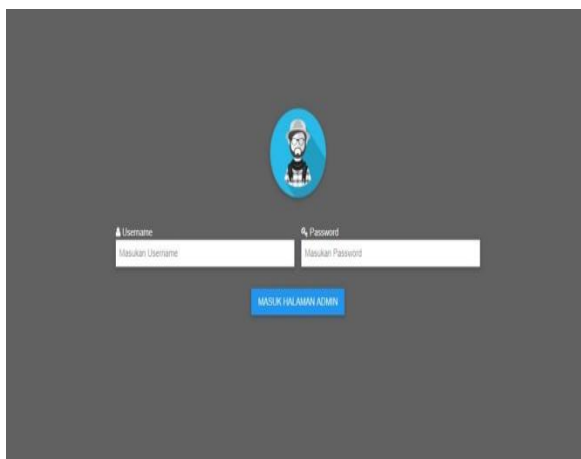 Username
Password
Masukan Username
Masukan Password
MASUK HALAMAN ADMIN